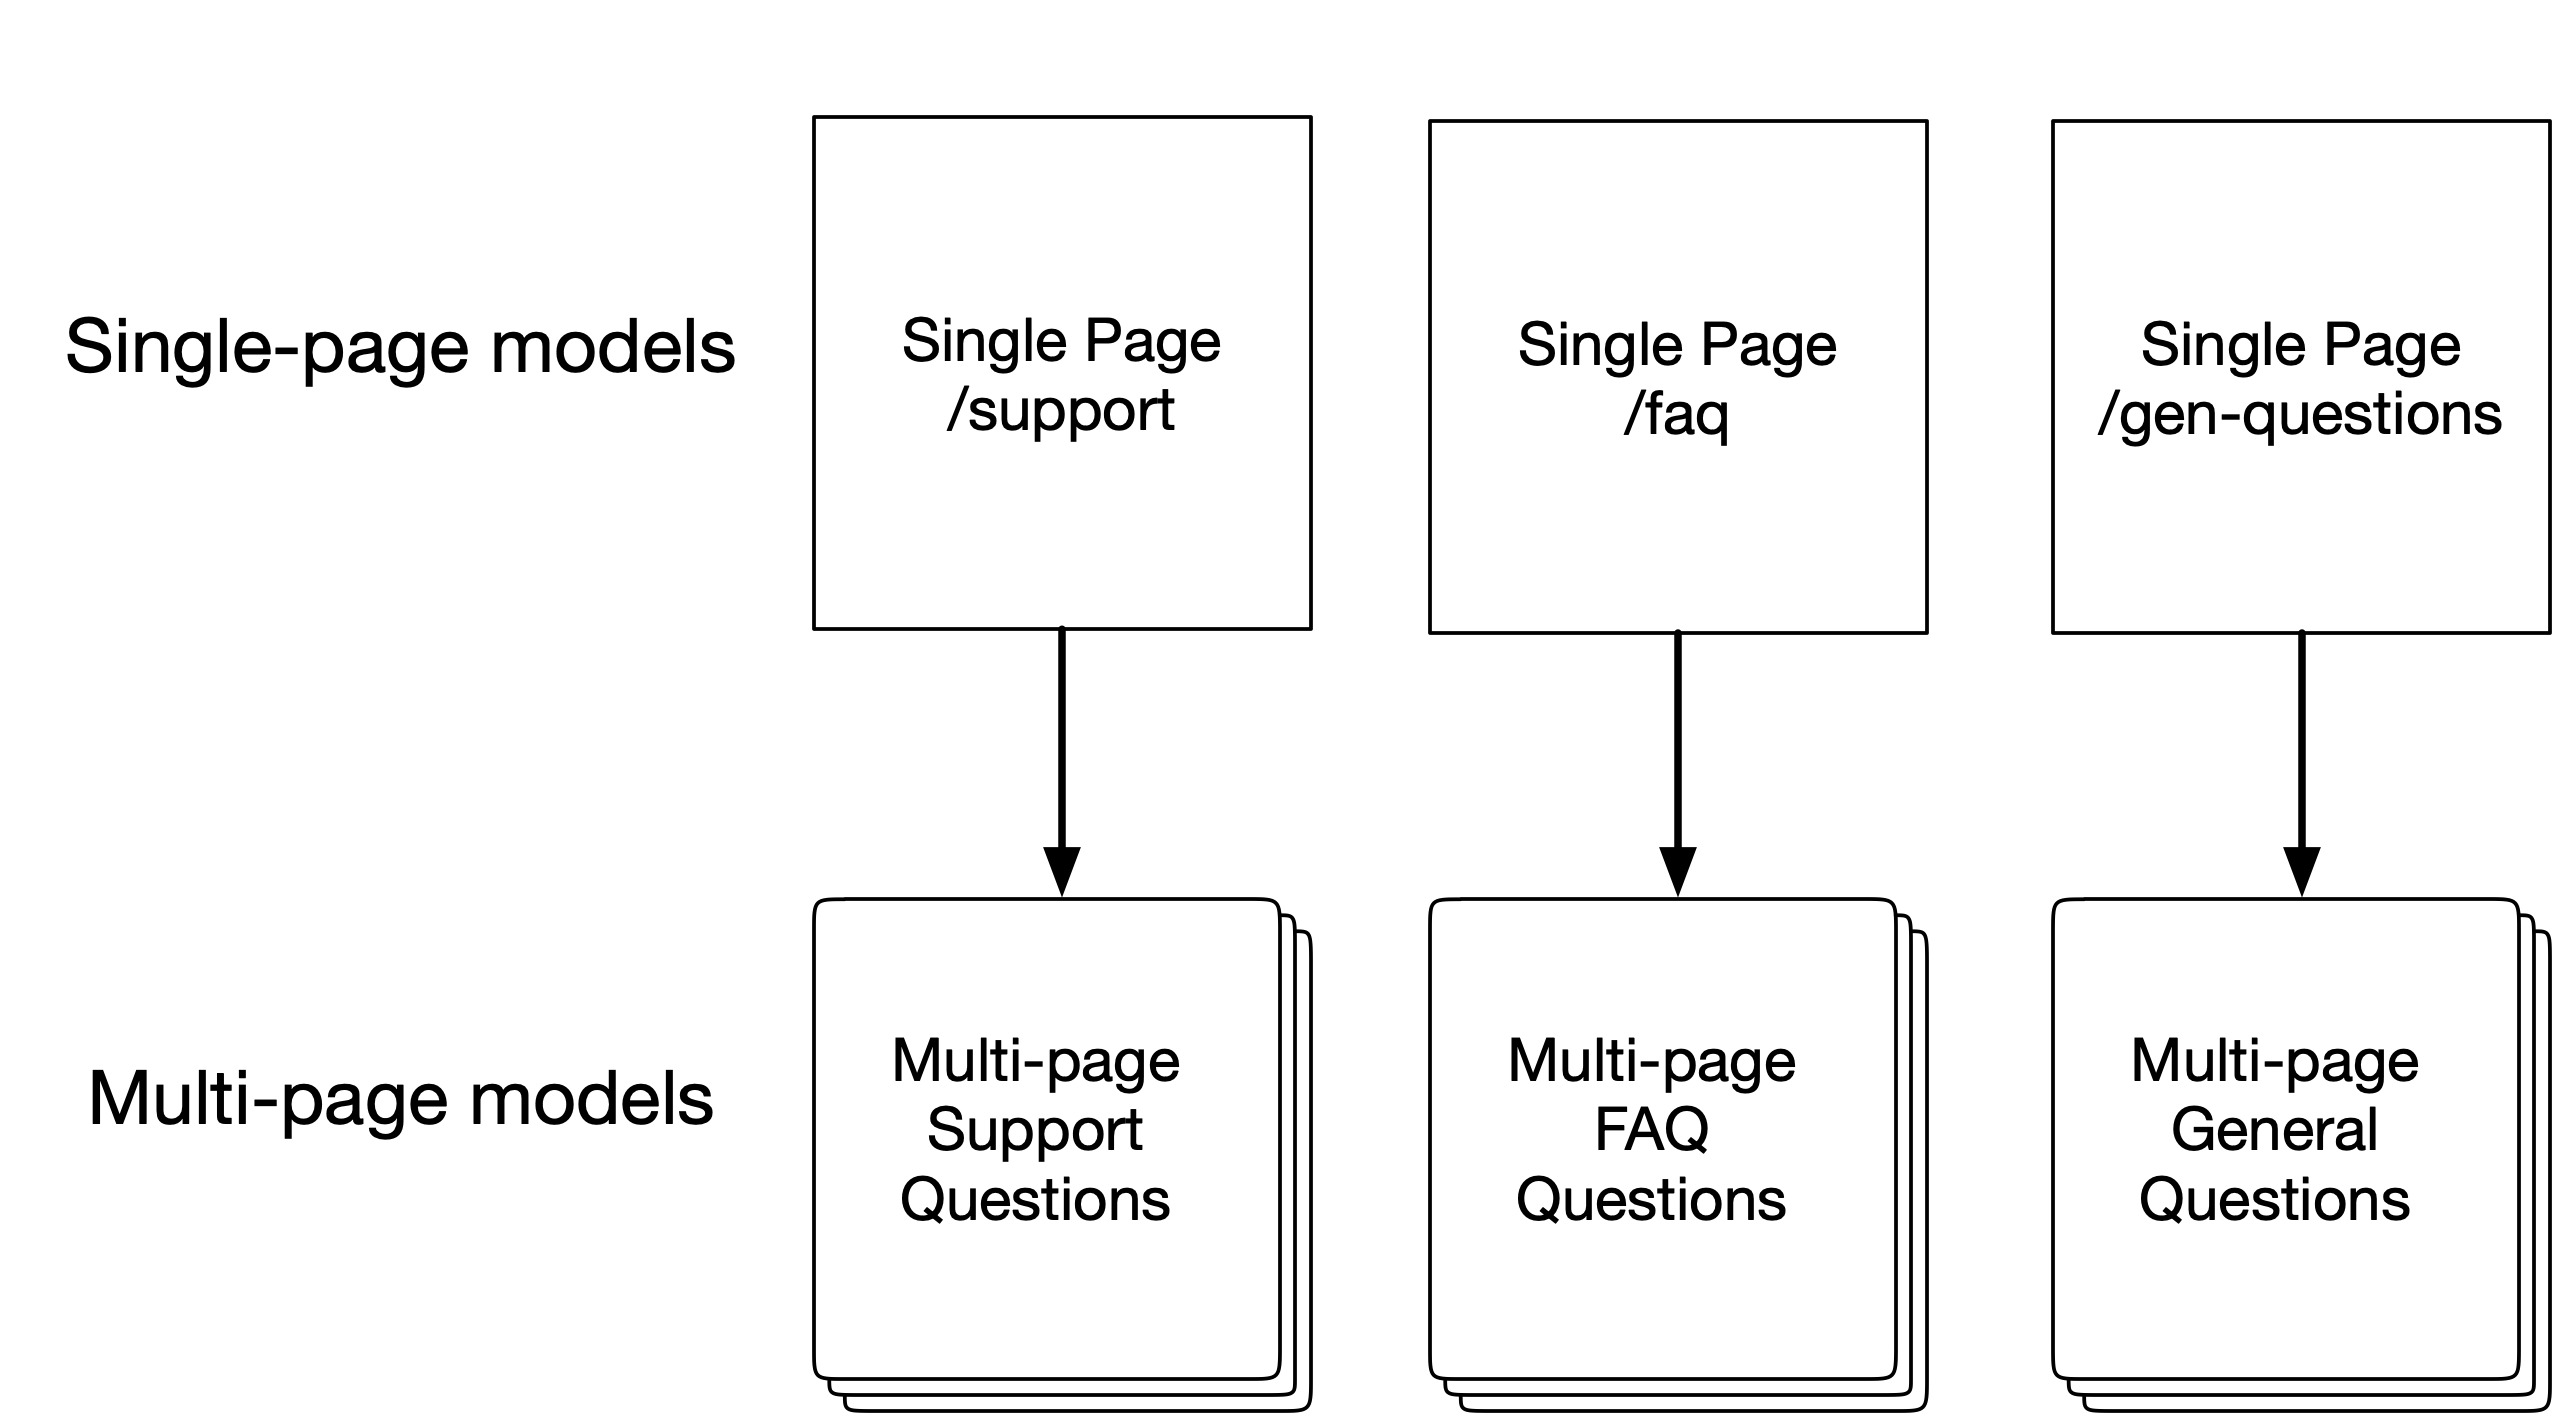 Single-page models
Single Page
/support
Single Page
/faq
Single Page
/gen-questions
Multi-page models
Multi-page
Support
Questions
Multi-page
FAQ
Questions
Multi-page
General
Questions